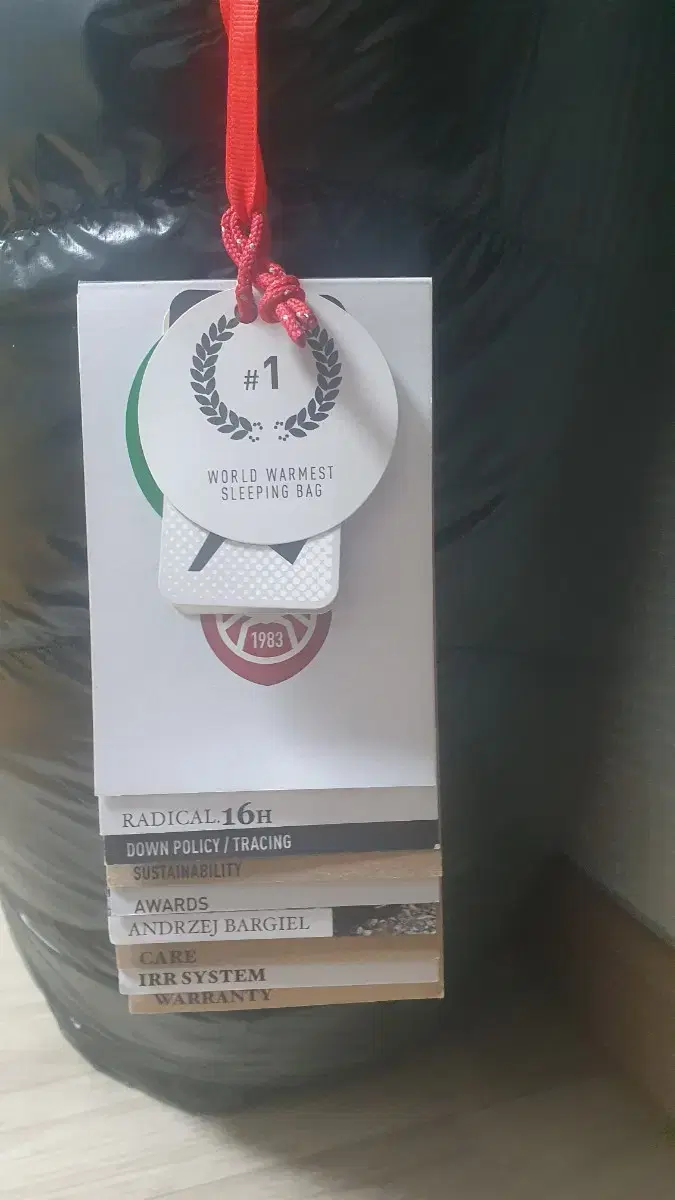 #1
WORLD WARMEST
SLEEPING BAG
1983
RADICAL.16H
DOWN POLICY / TRACING
SUSTAINABILITY
AWARDS
ANDRZEJ BARGIEL
CARE
IRR SYSTEM
WARRANTY